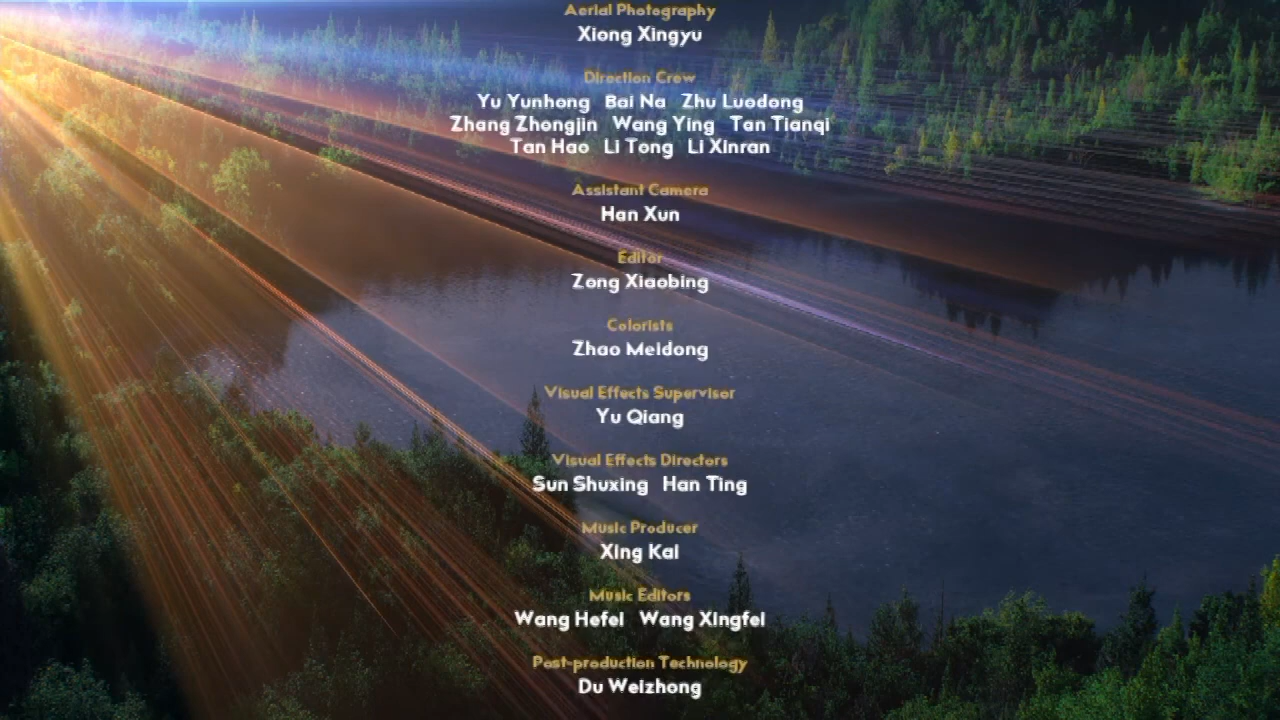 Aerial Photography
Xiong Xingyu
Direction Crew
Yu Yunhong Bai Na Zhu Luodong
Zhang Zhongjin Wang Ying Tan Tianqi
Tan Hao Li Tong Li Xinran
Assistant Camera
Han Xun
Editor
Zong Xiaobing
Colorists
Zhao Meidong
Visual Effects Supervisor
Yu Qiang
Visual Effects Directors
Sun Shuxing Han Ting
Music Producer
Xing Kai
Music Editors
Wang Hefei Wang Xingfei
Post-production Technology
Du Weizhong